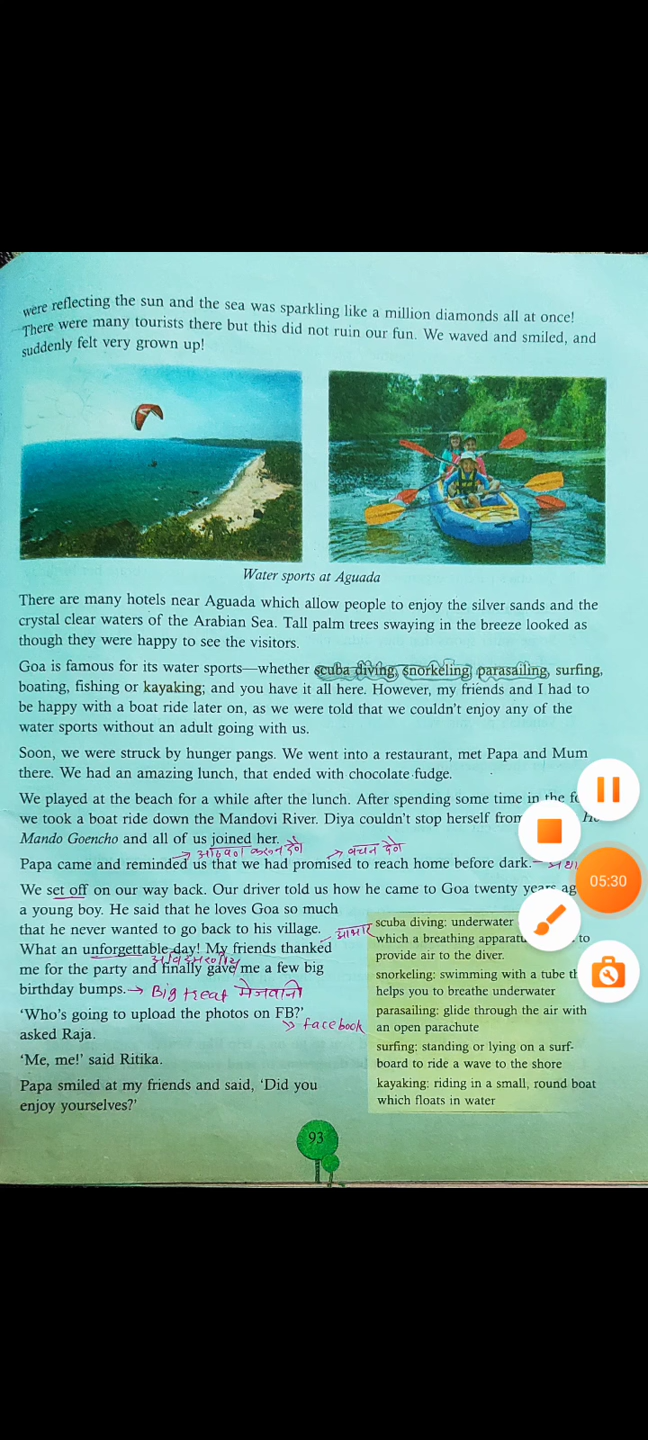 were reflecting the sun and the sea was sparkling like a million diamonds all at once!
There were many tourists there but this did not ruin our fun. We waved and smiled, and
suddenly felt very grown up!
Water sports at Aguada
There are many hotels near Aguada which allow people to enjoy the silver sands and the
crystal clear waters of the Arabian Sea. Tall palm trees swaying in the breeze looked as
though they were happy to see the visitors.
Goa is famous for its water sports—whether scuba diving, snorkeling, parasailing, surfing,
boating, fishing or kayaking; and you have it all here. However, my friends and I had to
be happy with a boat ride later on, as we were told that we couldn't enjoy any of the
water sports without an adult going with us.
Soon, we were struck by hunger pangs. We went into a restaurant, met Papa and Mum
there. We had an amazing lunch, that ended with chocolate fudge.
We played at the beach for a while after the lunch. After spending some time in the
we took a boat ride down the Mandovi River. Diya couldn't stop herself from
Mando Goencho and all of us joined her.
आठवण करून देणे वचन देणे
Papa came and reminded us that we had promised to reach home before dark.
We set off on our way back. Our driver told us how he came to Goa twenty years
a young boy. He said that he loves Goa so much
that he never wanted to go back to his village.
आभार
What an unforgettable day! My friends thanked
अविस्मरणीय
me for the party and finally gave me a few big
birthday bumps. → Big treat मेजवानी
'Who's going to upload the photos on FB?'
facebook
asked Raja.
'Me, me!' said Ritika.
Papa smiled at my friends and said, 'Did you
enjoy yourselves?'
scuba diving: underwater
which a breathing to
provide air to the diver.
snorkeling: swimming with a tube
helps you to breathe underwater
parasailing: glide through the air with
an open parachute
surfing: standing or lying on a surf-
board to ride a wave to the shore
kayaking: riding in a small, round boat
which floats in water
93
05:30